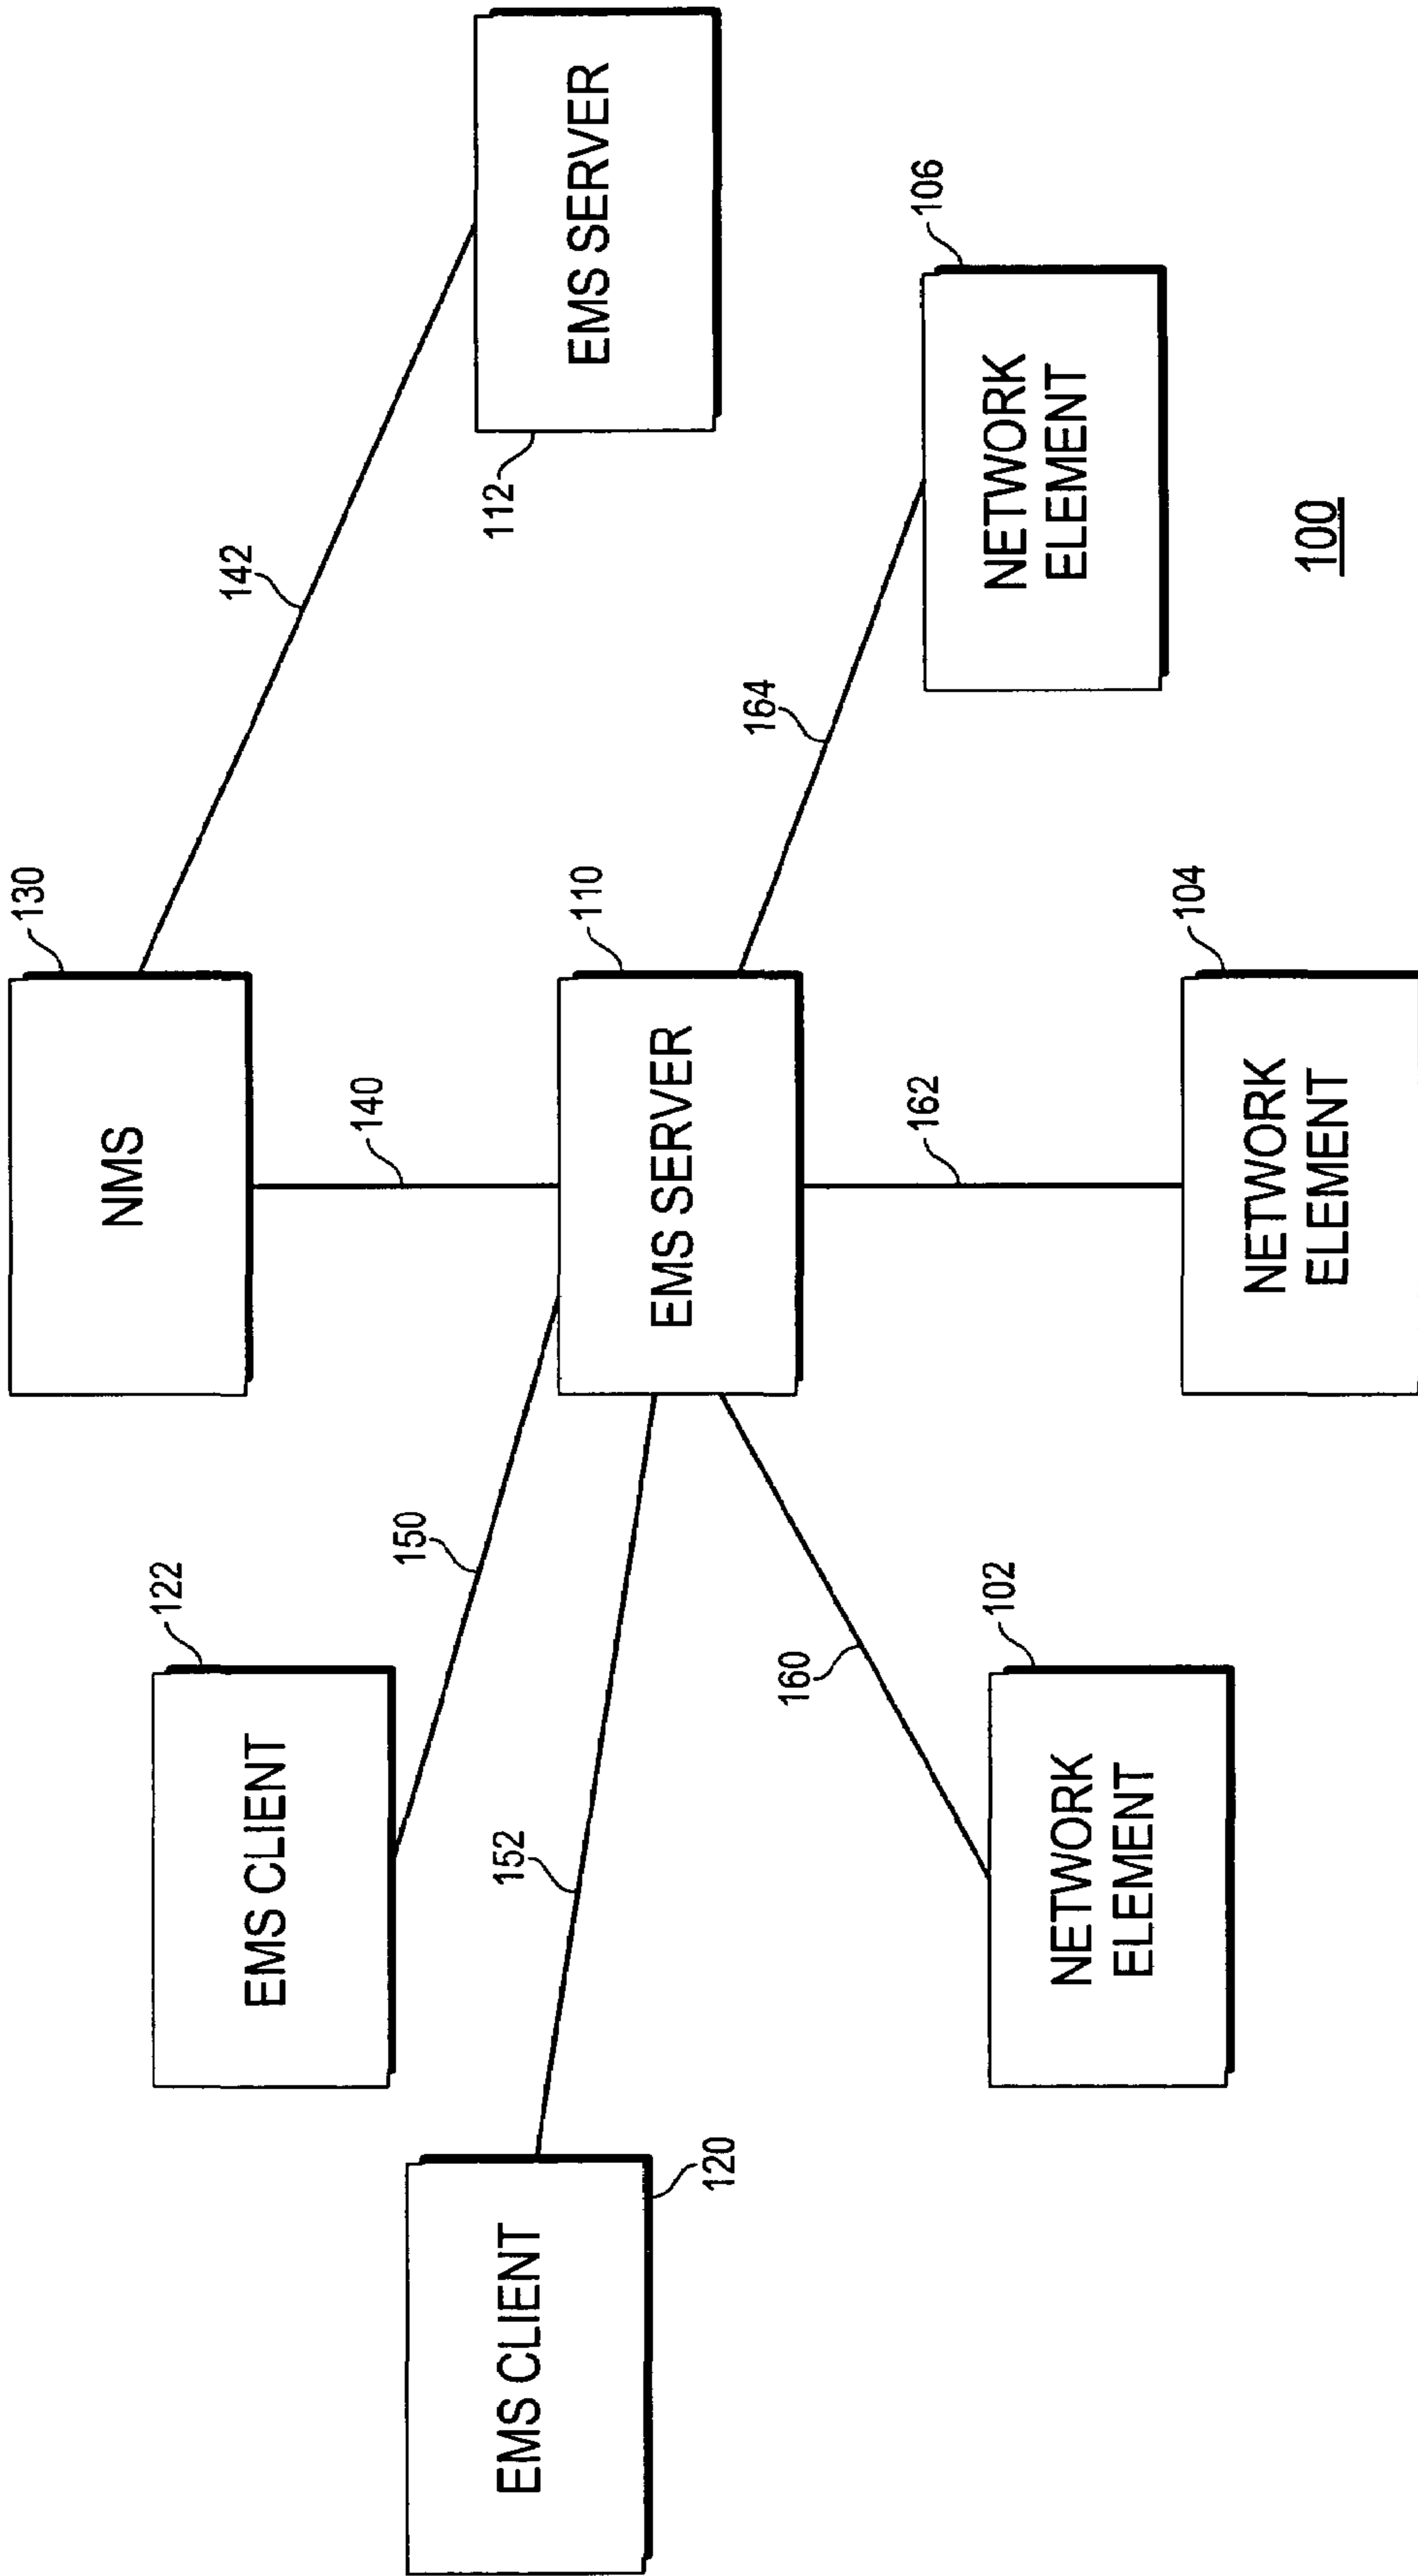 130
NMS
142
140
122
EMS CLIENT
150
EMS SERVER
112
110
EMS SERVER
152
EMS CLIENT
120
160
162
164
106
NETWORK
ELEMENT
102
NETWORK
ELEMENT
104
NETWORK
ELEMENT
100